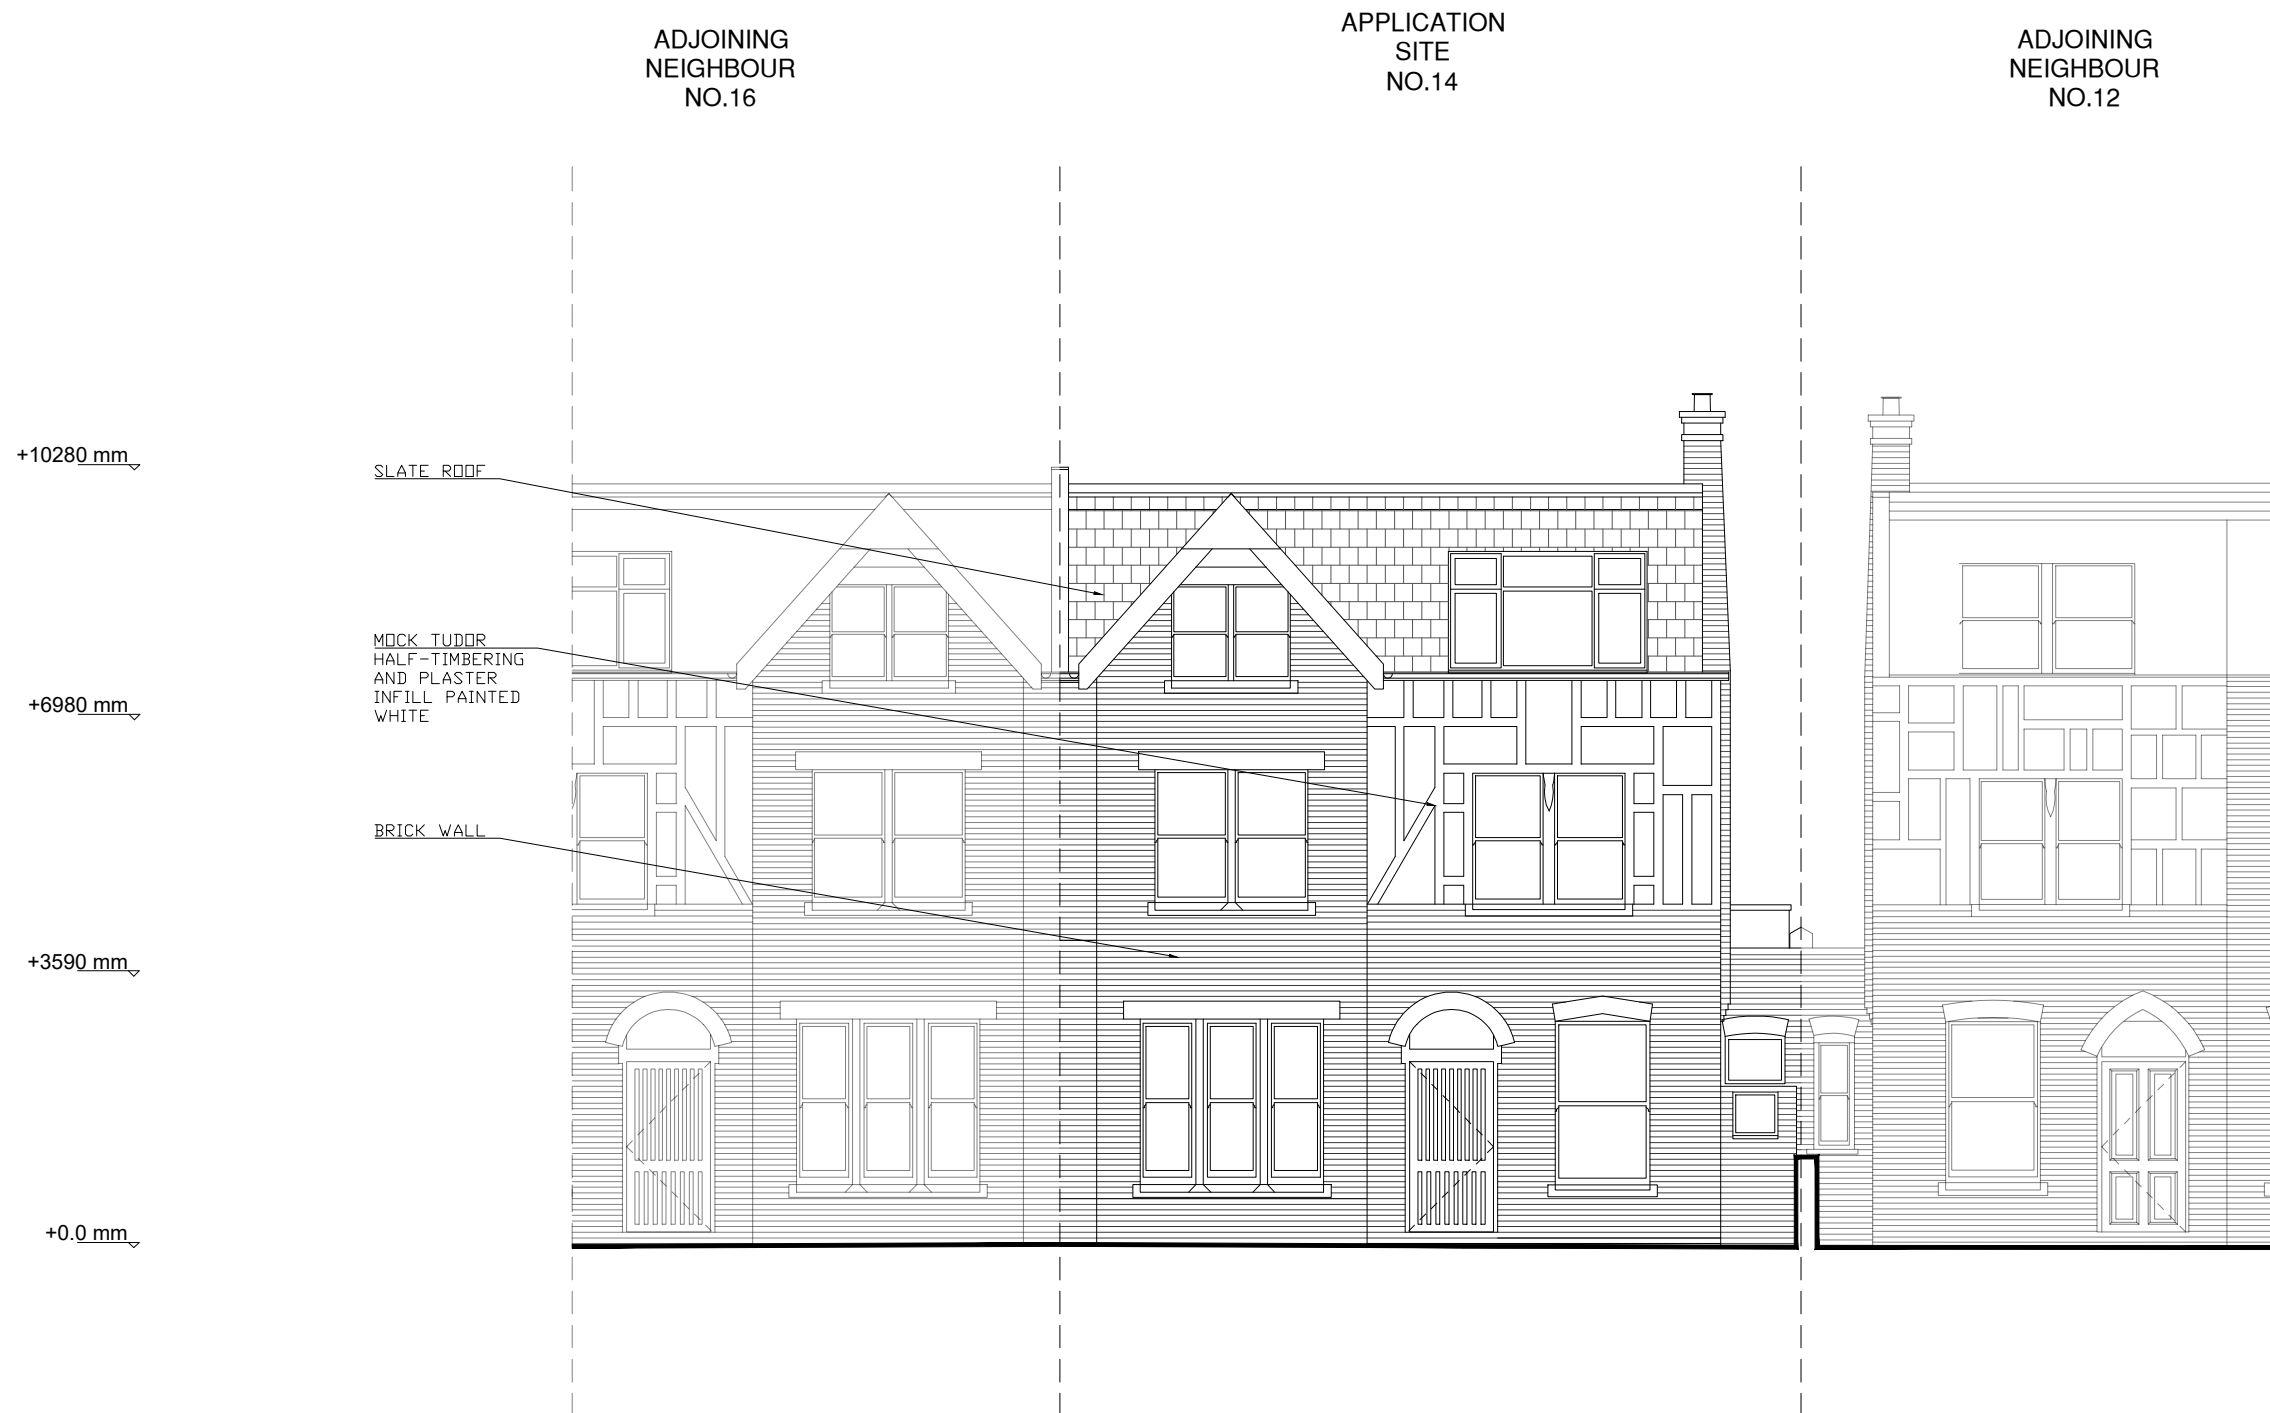 ADJOINING
NEIGHBOUR
NO.16
APPLICATION
SITE
NO.14
ADJOINING
NEIGHBOUR
NO.12
+10280 mm
SLATE ROOF
MOCK TUDOR
HALF-TIMBERING
AND PLASTER
INFILL PAINTED
WHITE
+6980 mm
BRICK WALL
+3590 mm
+0.0 mm